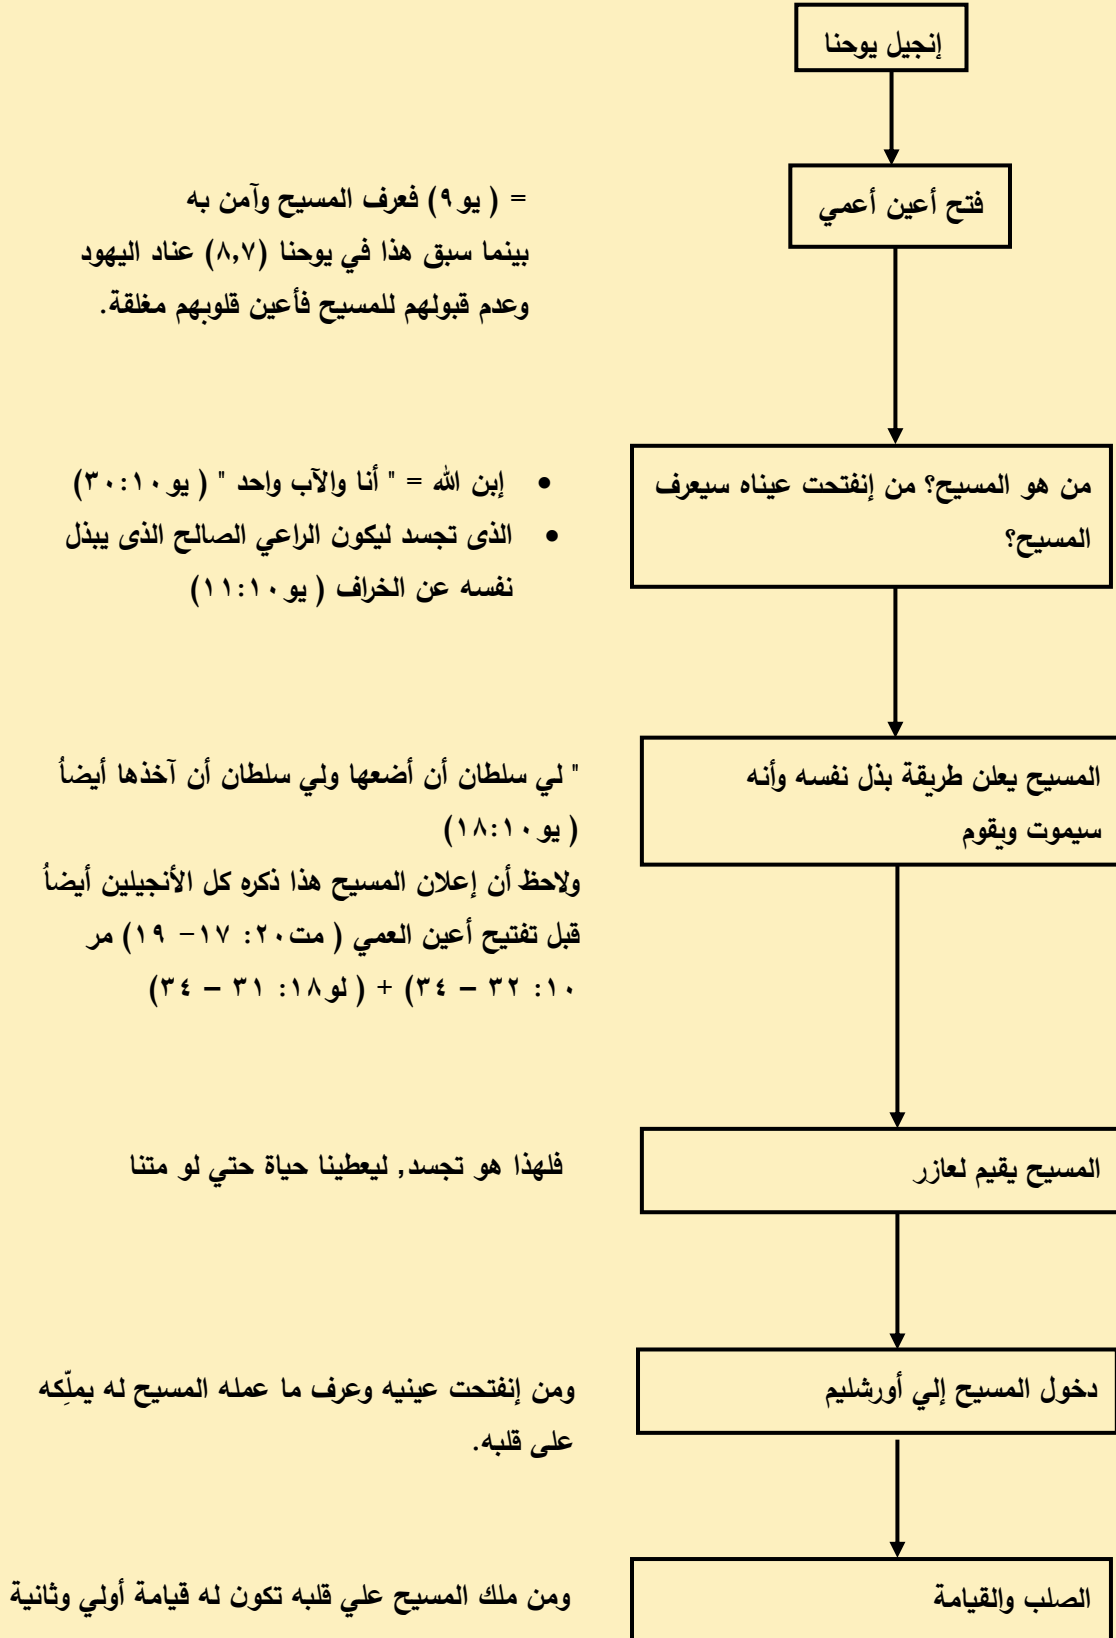 إنجيل يوحنا
فتح أعين أعمي
= ( يو٩) فعرف المسيح وآمن به
بينما سبق هذا في يوحنا (٨,٧) عناد اليهود
وعدم قبولهم للمسيح فأعين قلوبهم مغلقة.
من هو المسيح؟ من إنفتحت عيناه سيعرف
المسيح؟
• إبن الله = " أنا والآب واحد " ( يو١٠: ٣٠)
• الذى تجسد ليكون الراعي الصالح الذى يبذل
نفسه عن الخراف ( يو١٠: ١١)
المسيح يعلن طريقة بذل نفسه وأنه
سيموت ويقوم
" لي سلطان أن أضعها ولي سلطان أن آخذها أيضاُ
( يو١٠: ١٨)
ولاحظ أن إعلان المسيح هذا ذكره كل الأنجيلين أيضاُ
قبل تفتيح أعين العمي ( مت٢٠: ١٧– ١٩) مر
١٠: ٣٢ – ٣٤) + ( لو١٨: ٣١ – ٣٤)
المسيح يقيم لعازر
فلهذا هو تجسد, ليعطينا حياة حتي لو متنا
دخول المسيح إلي أورشليم
ومن إنفتحت عينيه وعرف ما عمله المسيح له يملّكِه
على قلبه.
الصلب والقيامة
ومن ملك المسيح علي قلبه تكون له قيامة أولي وثانية